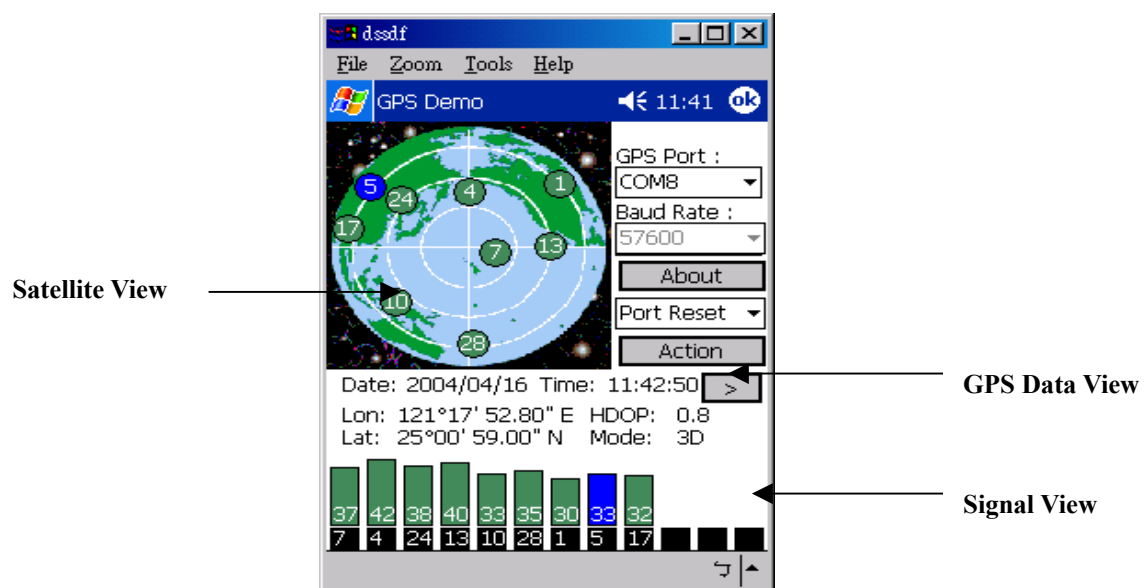 dssdf
File Zoom Tools Help
GPS Demo 11:41 ok
GPS Port :
COM8
Baud Rate :
57600
About
Port Reset
Action
5
24
4
1
17
7
13
10
28
Satellite View
Date: 2004/04/16 Time: 11:42:50 >
GPS Data View
Lon: 121°17' 52.80" E HDOP: 0.8
Lat: 25°00' 59.00" N Mode: 3D
Signal View
37 42 38 40 33 35 30 33 32
7 4 24 13 10 28 1 5 17